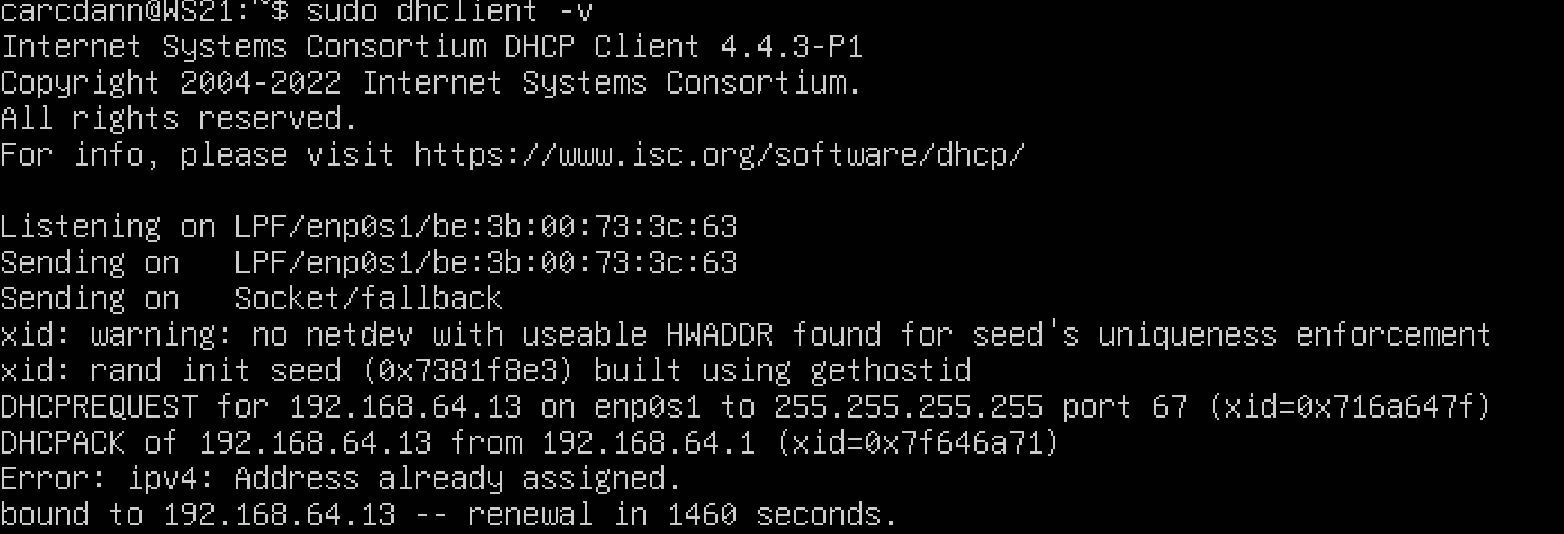 carcdann@WS21:~$ sudo dhclient -v
Internet Systems Consortium DHCP Client 4.4.3-P1
Copyright 2004-2022 Internet Systems Consortium.
All rights reserved.
For info, please visit https://www.isc.org/software/dhcp/
Listening on LPF/enp0s1/be:3b:00:73:3c:63
Sending on   LPF/enp0s1/be:3b:00:73:3c:63
Sending on   Socket/fallback
xid: warning: no netdev with useable HWADDR found for seed's uniqueness enforcement
xid: rand init seed (0x7381f8e3) built using gethostid
DHCPREQUEST for 192.168.64.13 on enp0s1 to 255.255.255.255 port 67 (xid=0x716a647f)
DHCPACK of 192.168.64.13 from 192.168.64.1 (xid=0x7f646a71)
Error: ipv4: Address already assigned.
bound to 192.168.64.13 -- renewal in 1460 seconds.